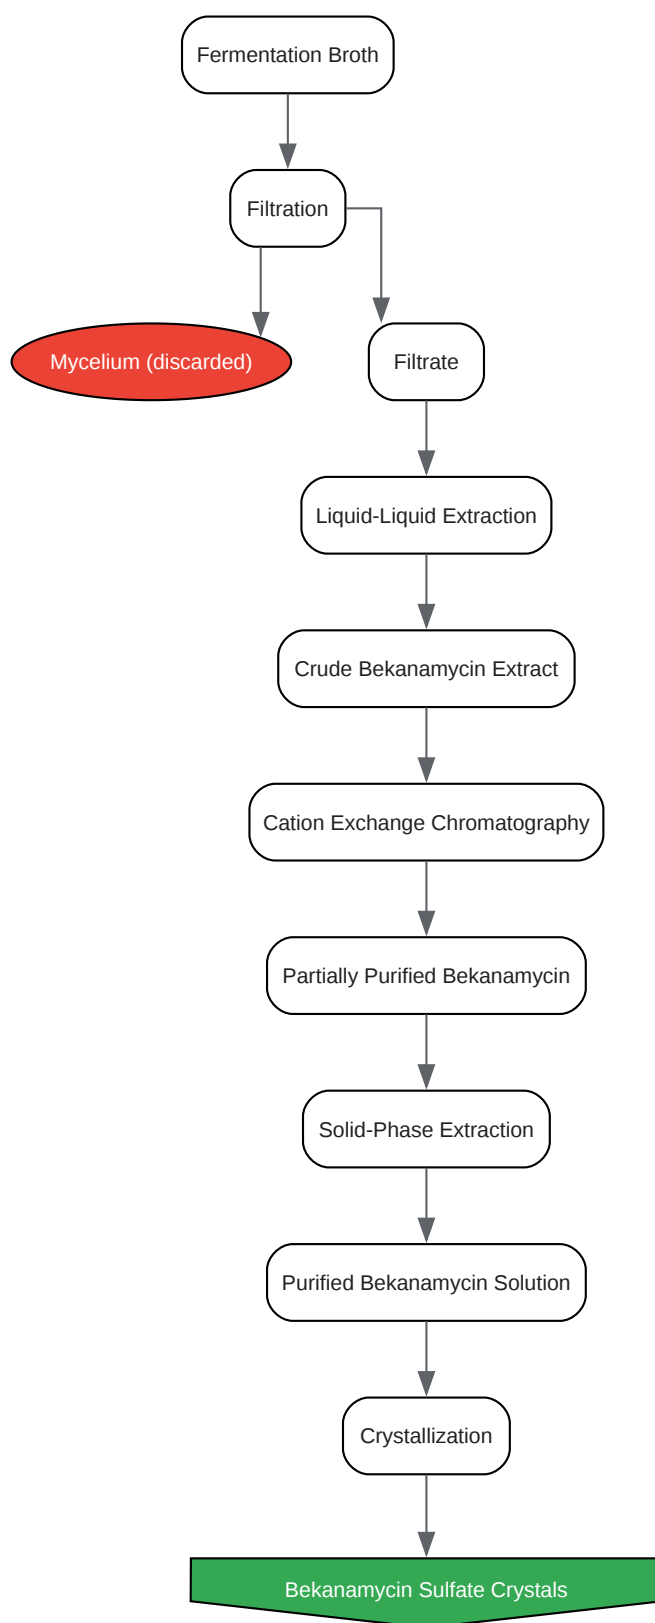 Fermentation Broth
Filtration
Mycelium (discarded)
Filtrate
Liquid-Liquid Extraction
Crude Bekanamycin Extract
Cation Exchange Chromatography
Partially Purified Bekanamycin
Solid-Phase Extraction
Purified Bekanamycin Solution
Crystallization
Bekanamycin Sulfate Crystals